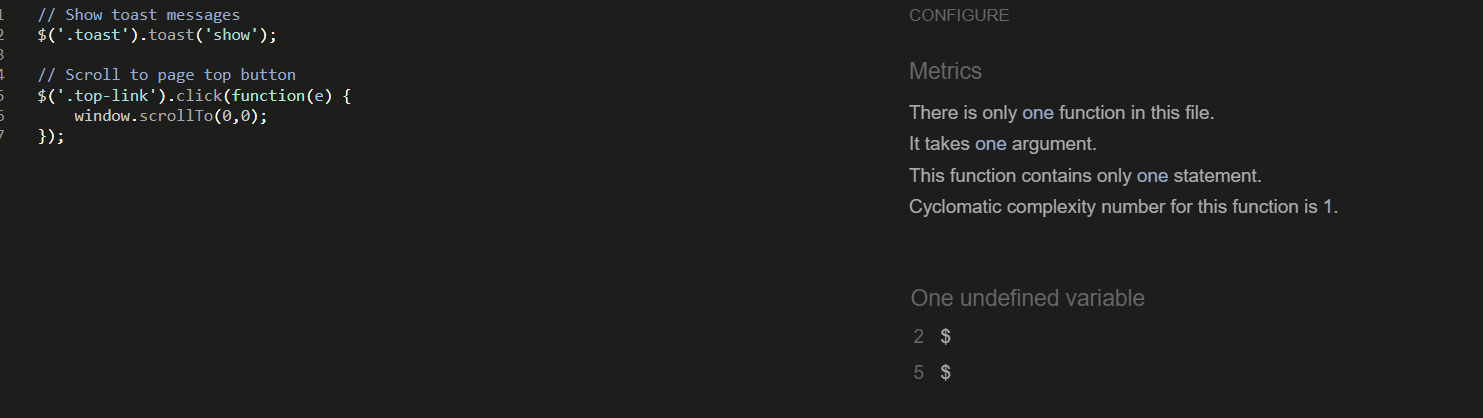 1 // Show toast messages
2 $('.toast').toast('show');
3
4 // Scroll to page top button
5 $('.top-link').click(function(e) {
6     window.scrollTo(0,0);
7 });
CONFIGURE
Metrics
There is only one function in this file.
It takes one argument.
This function contains only one statement.
Cyclomatic complexity number for this function is 1.
One undefined variable
2 $
5 $